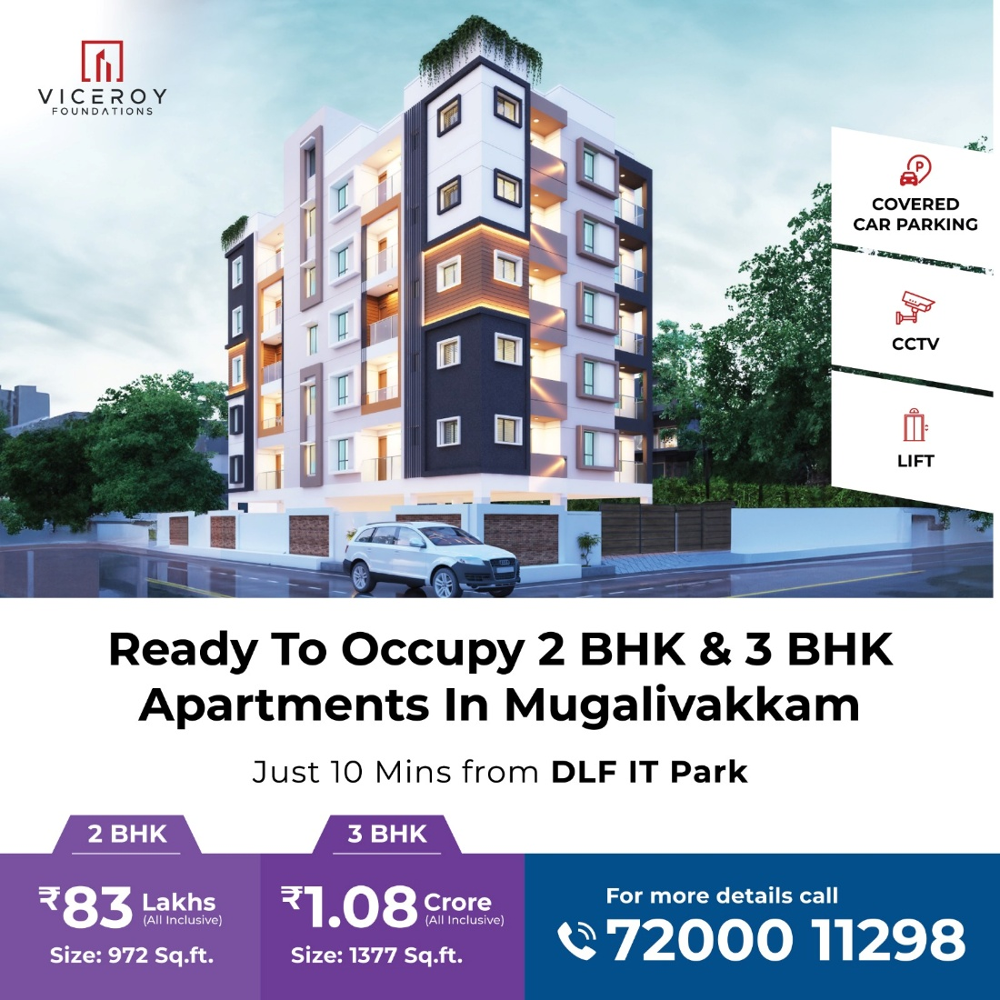 VICEROY
FOUNDATIONS
P
COVERED
CAR PARKING
CCTV
LIFT
Ready To Occupy 2 BHK & 3 BHK
Apartments In Mugalivakkam
Just 10 Mins from DLF IT Park
2 BHK
₹83 Lakhs
(All Inclusive)
Size: 972 Sq.ft.
3 BHK
₹1.08 Crore
(All Inclusive)
Size: 1377 Sq.ft.
For more details call
72000 11298